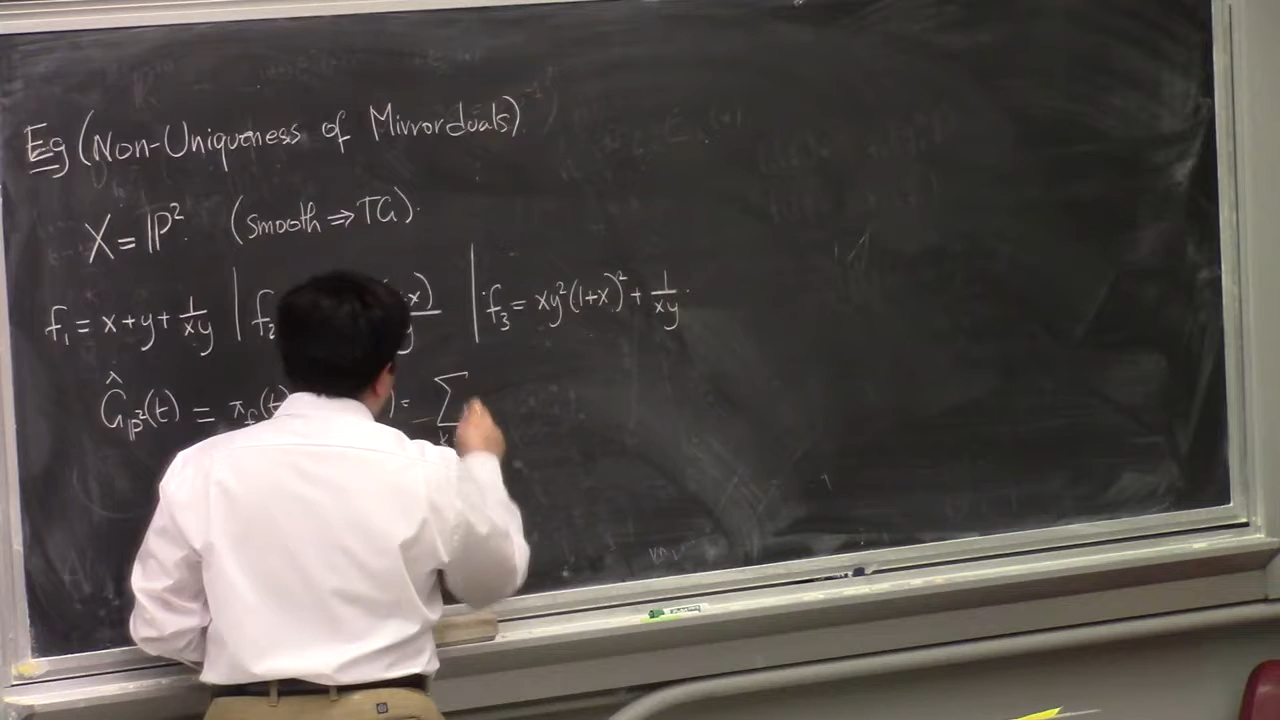 Eg (Non-Uniqueness of Mirrorduals)
X = ℙ². (Smooth ⇒ TG).
f₁ = x+y+1/xy | f₂ x) | f₃ = xy²(1+x)² + 1/xy.
Ĝ_ℙ²(t) = π_f(t ) = Σ k